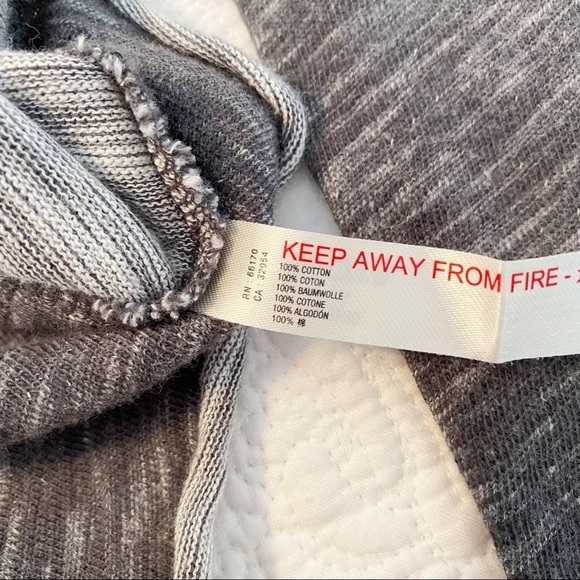 RN 66170
CA 32054
KEEP AWAY FROM FIRE -
100% COTTON
100% COTON
100% BAUMWOLLE
100% COTONE
100% ALGODÓN
100% 棉